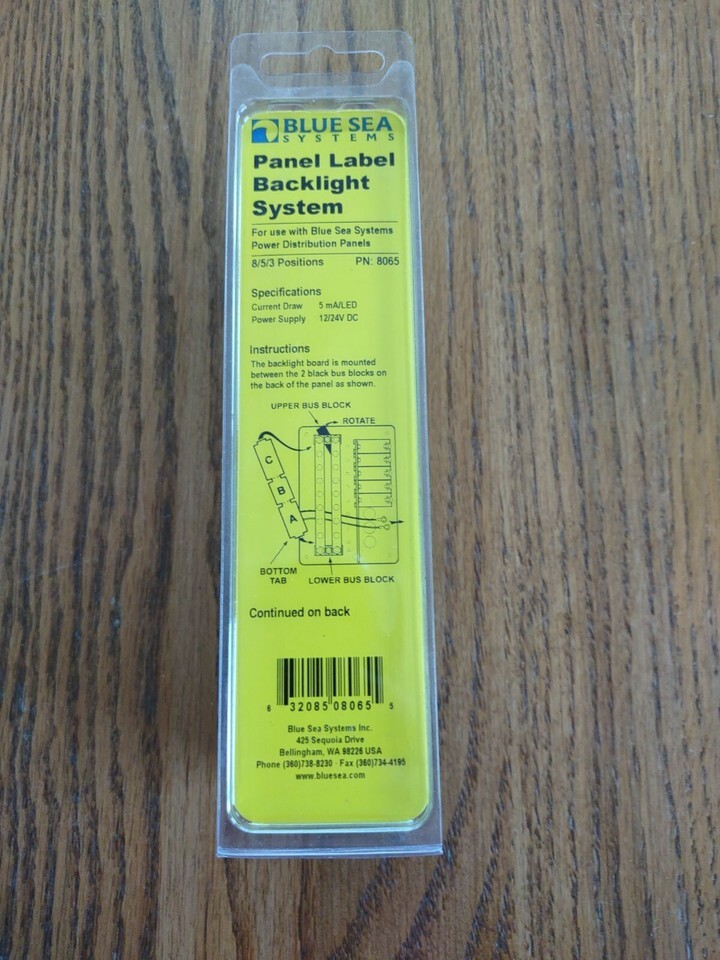 BLUE SEA
SYSTEMS
Panel Label
Backlight
System
For use with Blue Sea Systems
Power Distribution Panels
8/5/3 Positions PN: 8065
Specifications
Current Draw 5 mA/LED
Power Supply 12/24V DC
Instructions
The backlight board is mounted
between the 2 black bus blocks on
the back of the panel as shown.
UPPER BUS BLOCK
ROTATE
C
B
A
BOTTOM
TAB
LOWER BUS BLOCK
Continued on back
6 32085 08065 5
Blue Sea Systems Inc.
425 Sequoia Drive
Bellingham, WA 98226 USA
Phone (360)738-8230 · Fax (360)734-4195
www.bluesea.com